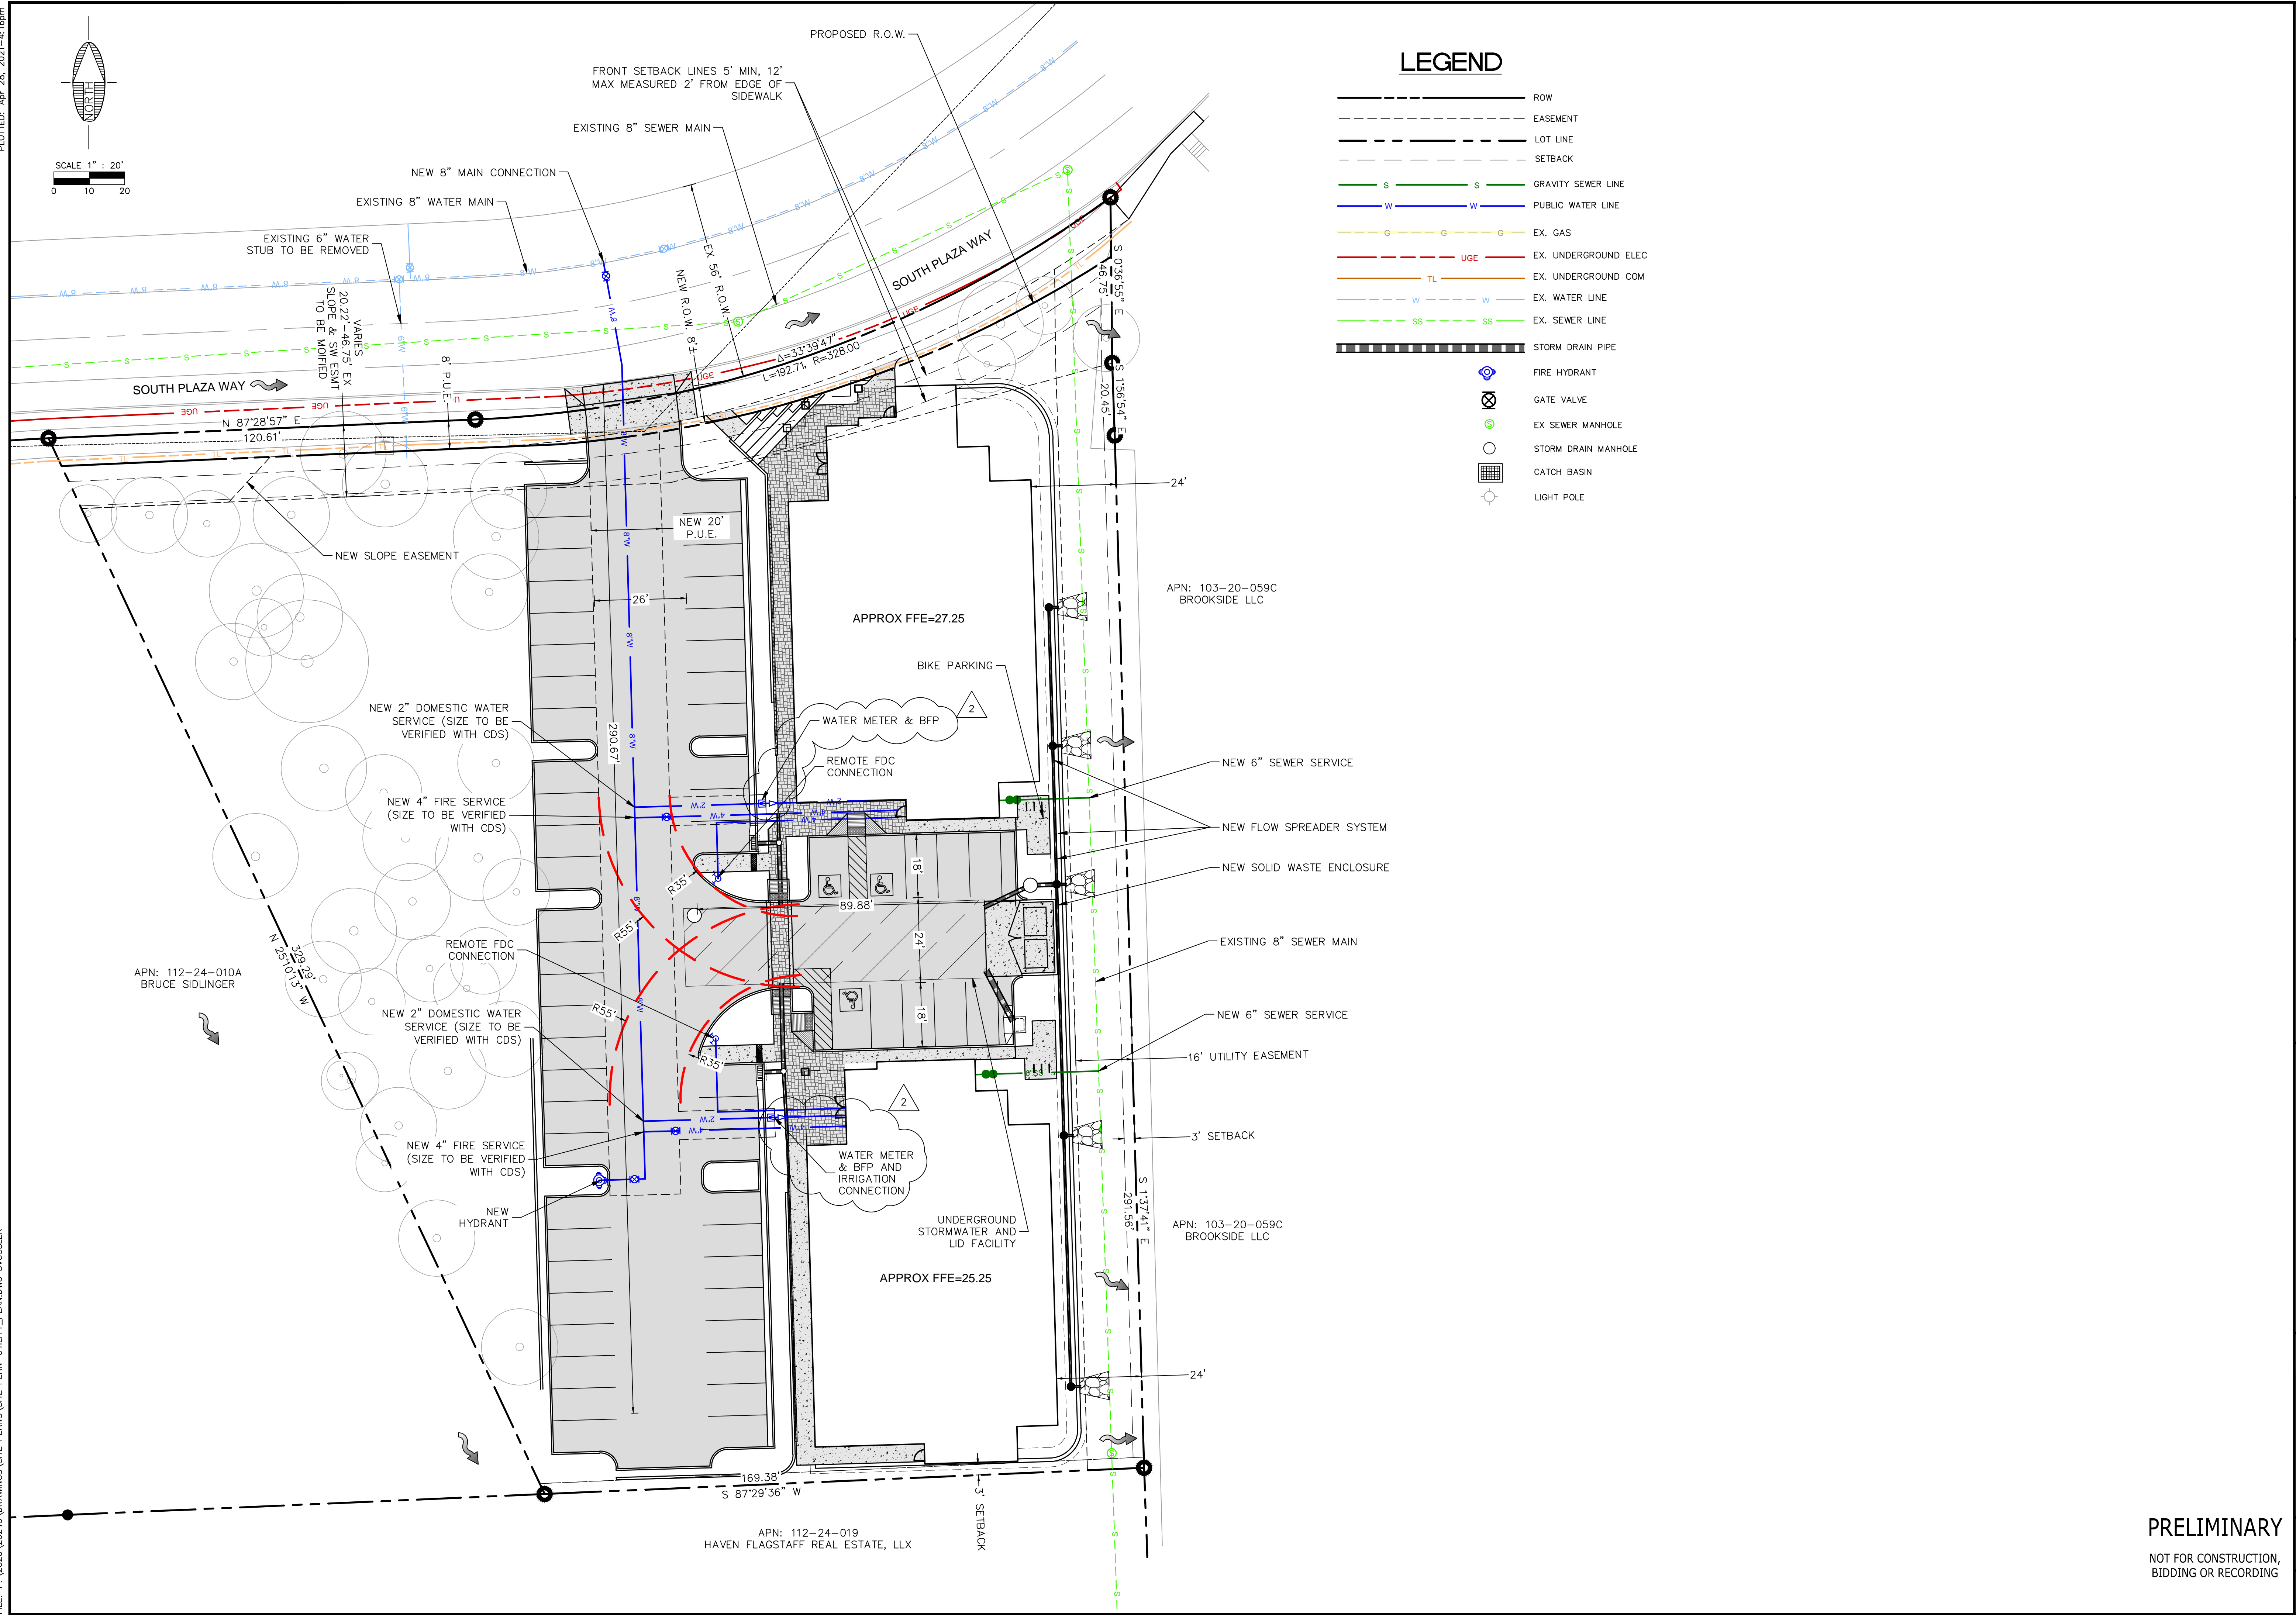 PLOTTED: Apr 28, 2021-4:16pm
NORTH
SCALE 1" : 20'
0 10 20
PROPOSED R.O.W.
FRONT SETBACK LINES 5' MIN, 12'
MAX MEASURED 2' FROM EDGE OF
SIDEWALK
EXISTING 8" SEWER MAIN
NEW 8" MAIN CONNECTION
EXISTING 8" WATER MAIN
EXISTING 6" WATER
STUB TO BE REMOVED
VARIES
20.22'-46.75' EX
SLOPE & SW ESMT
TO BE MOIFIED
8' P.U.E.
SOUTH PLAZA WAY
N 87°28'57" E
120.61'
EX 56' R.O.W.
NEW R.O.W. 8'±
SOUTH PLAZA WAY
Δ=33°39'47"
L=192.71, R=328.00
S 0°36'55" E
46.75'
S 1°56'54" E
20.45'
24'
NEW SLOPE EASEMENT
NEW 20'
P.U.E.
26'
APPROX FFE=27.25
APN: 103-20-059C
BROOKSIDE LLC
BIKE PARKING
NEW 2" DOMESTIC WATER
SERVICE (SIZE TO BE
VERIFIED WITH CDS)
290.67'
WATER METER & BFP
2
REMOTE FDC
CONNECTION
NEW 6" SEWER SERVICE
NEW 4" FIRE SERVICE
(SIZE TO BE VERIFIED
WITH CDS)
NEW FLOW SPREADER SYSTEM
NEW SOLID WASTE ENCLOSURE
18'
R35'
89.88'
R55'
24'
EXISTING 8" SEWER MAIN
REMOTE FDC
CONNECTION
APN: 112-24-010A
BRUCE SIDLINGER
329.29'
N 25°10'13" W
NEW 2" DOMESTIC WATER
SERVICE (SIZE TO BE
VERIFIED WITH CDS)
R55'
18'
NEW 6" SEWER SERVICE
R35'
16' UTILITY EASEMENT
2
NEW 4" FIRE SERVICE
(SIZE TO BE VERIFIED
WITH CDS)
3' SETBACK
WATER METER
& BFP AND
IRRIGATION
CONNECTION
NEW
HYDRANT
UNDERGROUND
STORMWATER AND
LID FACILITY
S 1°37'41" E
291.56'
APN: 103-20-059C
BROOKSIDE LLC
APPROX FFE=25.25
24'
169.38'
S 87°29'36" W
3' SETBACK
APN: 112-24-019
HAVEN FLAGSTAFF REAL ESTATE, LLX
LEGEND
ROW
EASEMENT
LOT LINE
SETBACK
S S GRAVITY SEWER LINE
W W PUBLIC WATER LINE
G G G EX. GAS
UGE EX. UNDERGROUND ELEC
TL EX. UNDERGROUND COM
W W EX. WATER LINE
SS SS EX. SEWER LINE
STORM DRAIN PIPE
FIRE HYDRANT
GATE VALVE
S EX SEWER MANHOLE
STORM DRAIN MANHOLE
CATCH BASIN
LIGHT POLE
PRELIMINARY
NOT FOR CONSTRUCTION,
BIDDING OR RECORDING